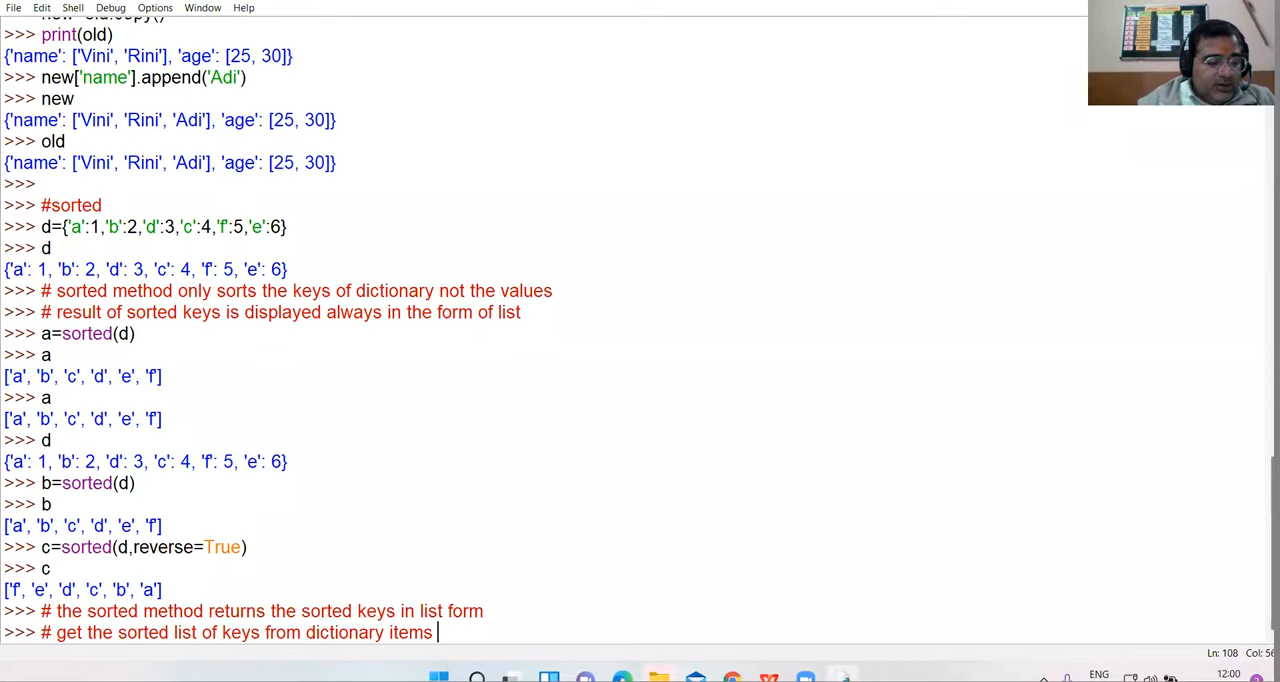 File Edit Shell Debug Options Window Help
>>> print(old)
{'name': ['Vini', 'Rini'], 'age': [25, 30]}
>>> new['name'].append('Adi')
>>> new
{'name': ['Vini', 'Rini', 'Adi'], 'age': [25, 30]}
>>> old
{'name': ['Vini', 'Rini', 'Adi'], 'age': [25, 30]}
>>>
>>> #sorted
>>> d={'a':1,'b':2,'d':3,'c':4,'f':5,'e':6}
>>> d
{'a': 1, 'b': 2, 'd': 3, 'c': 4, 'f': 5, 'e': 6}
>>> # sorted method only sorts the keys of dictionary not the values
>>> # result of sorted keys is displayed always in the form of list
>>> a=sorted(d)
>>> a
['a', 'b', 'c', 'd', 'e', 'f']
>>> a
['a', 'b', 'c', 'd', 'e', 'f']
>>> d
{'a': 1, 'b': 2, 'd': 3, 'c': 4, 'f': 5, 'e': 6}
>>> b=sorted(d)
>>> b
['a', 'b', 'c', 'd', 'e', 'f']
>>> c=sorted(d,reverse=True)
>>> c
['f', 'e', 'd', 'c', 'b', 'a']
>>> # the sorted method returns the sorted keys in list form
>>> # get the sorted list of keys from dictionary items
Ln: 108 Col: 56
ENG
12:00